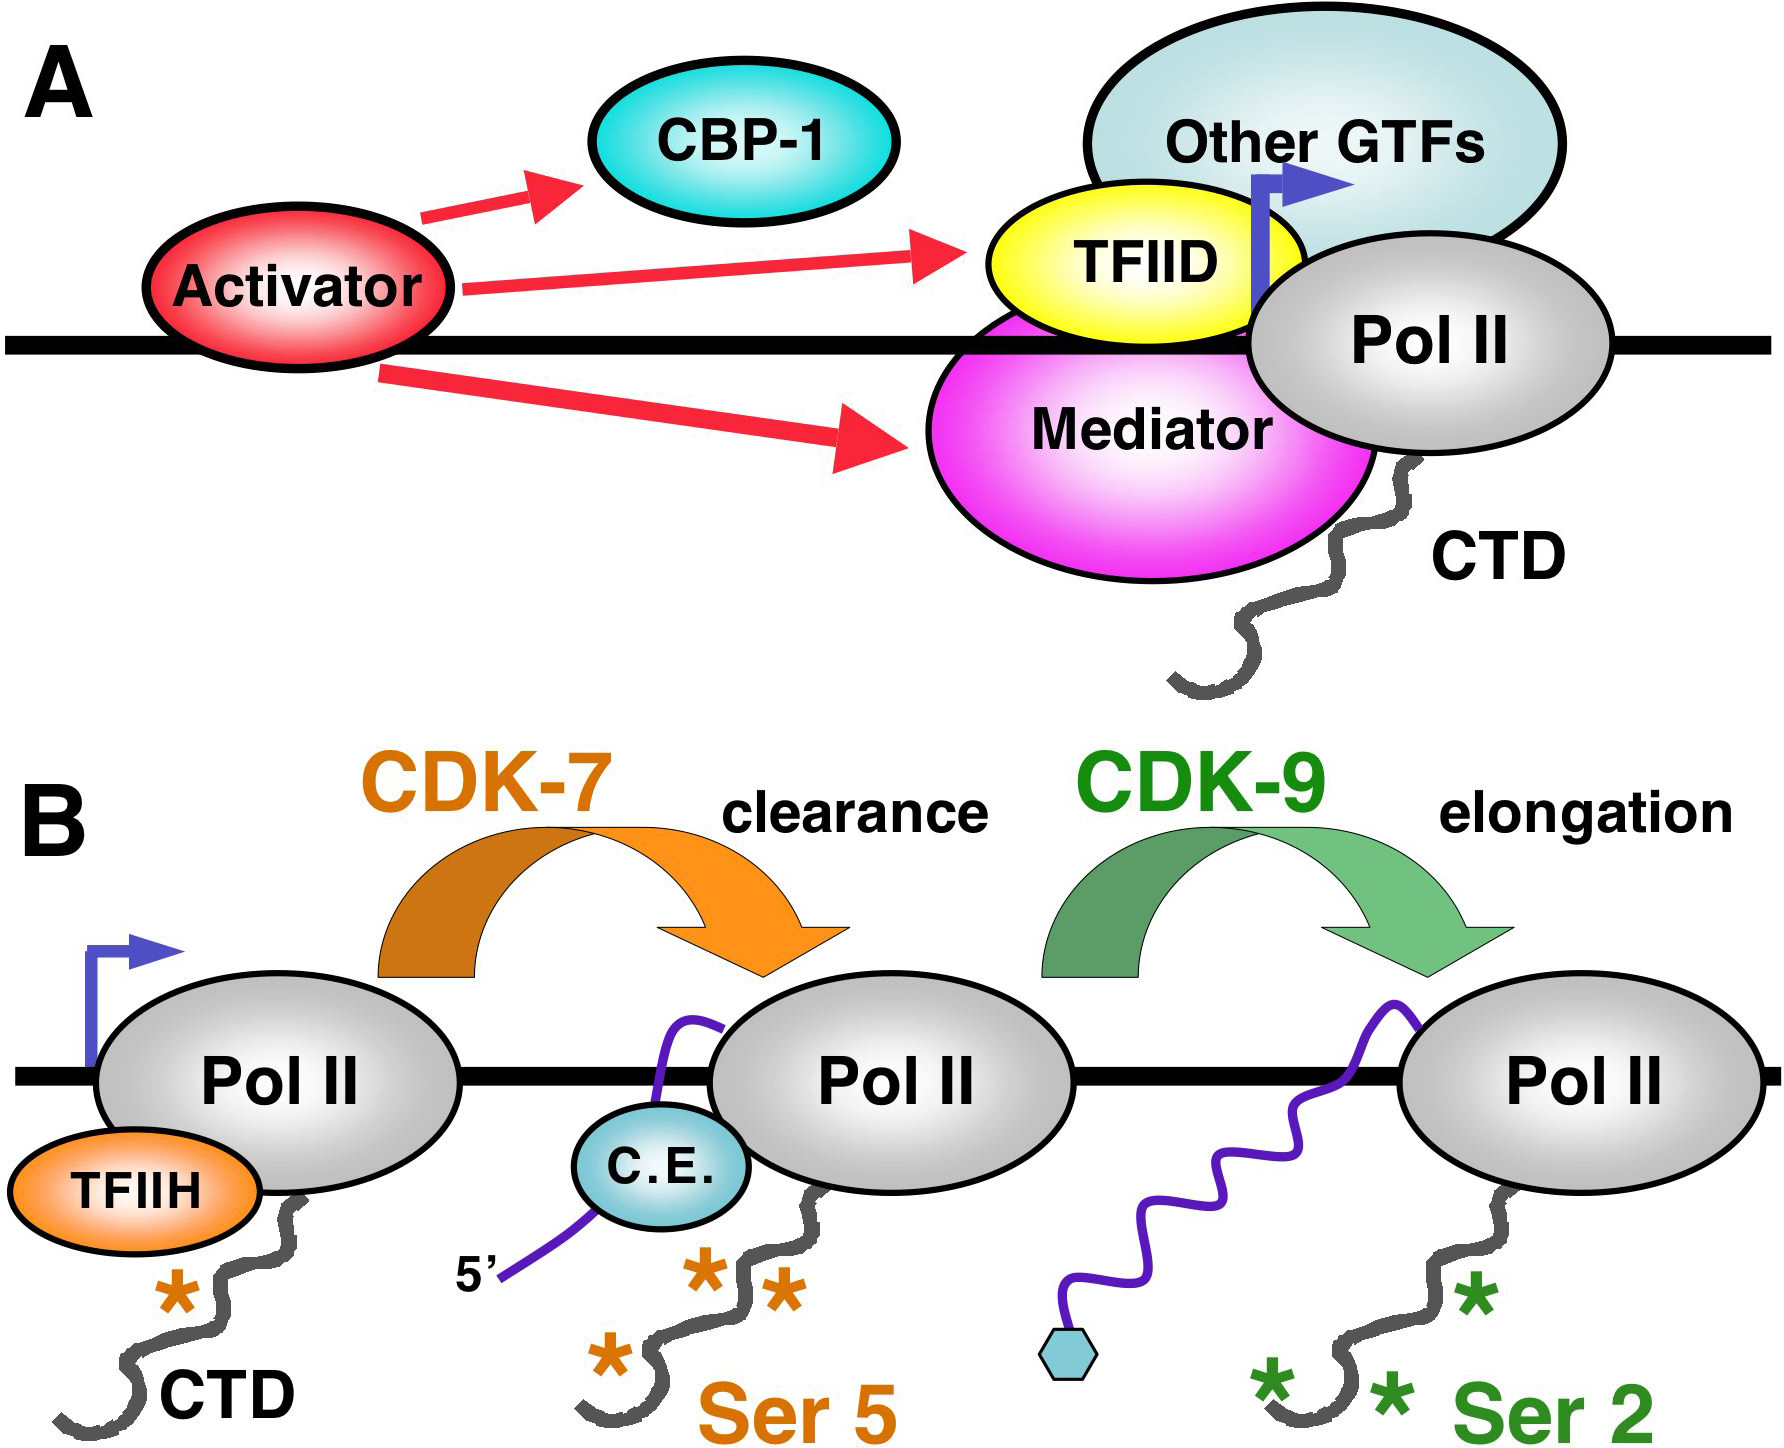 A
CBP-1
Other GTFs
Activator
TFIID
Pol II
Mediator
CTD
B
CDK-7
clearance
CDK-9
elongation
Pol II
Pol II
Pol II
TFIIH
C.E.
5’
*
*
*
*
*
*
*
CTD
Ser 5
Ser 2